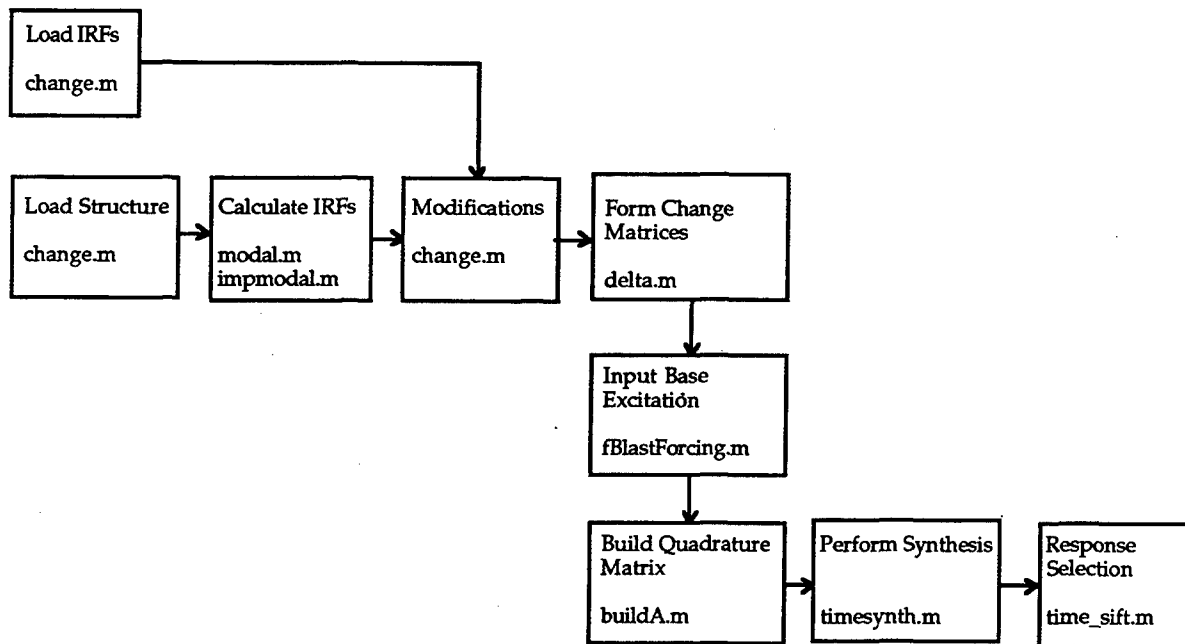 Load IRFs
change.m
Load Structure
change.m
Calculate IRFs
modal.m
impmodal.m
Modifications
change.m
Form Change
Matrices
delta.m
Input Base
Excitation
fBlastForcing.m
Build Quadrature
Matrix
buildA.m
Perform Synthesis
timesynth.m
Response
Selection
time_sift.m